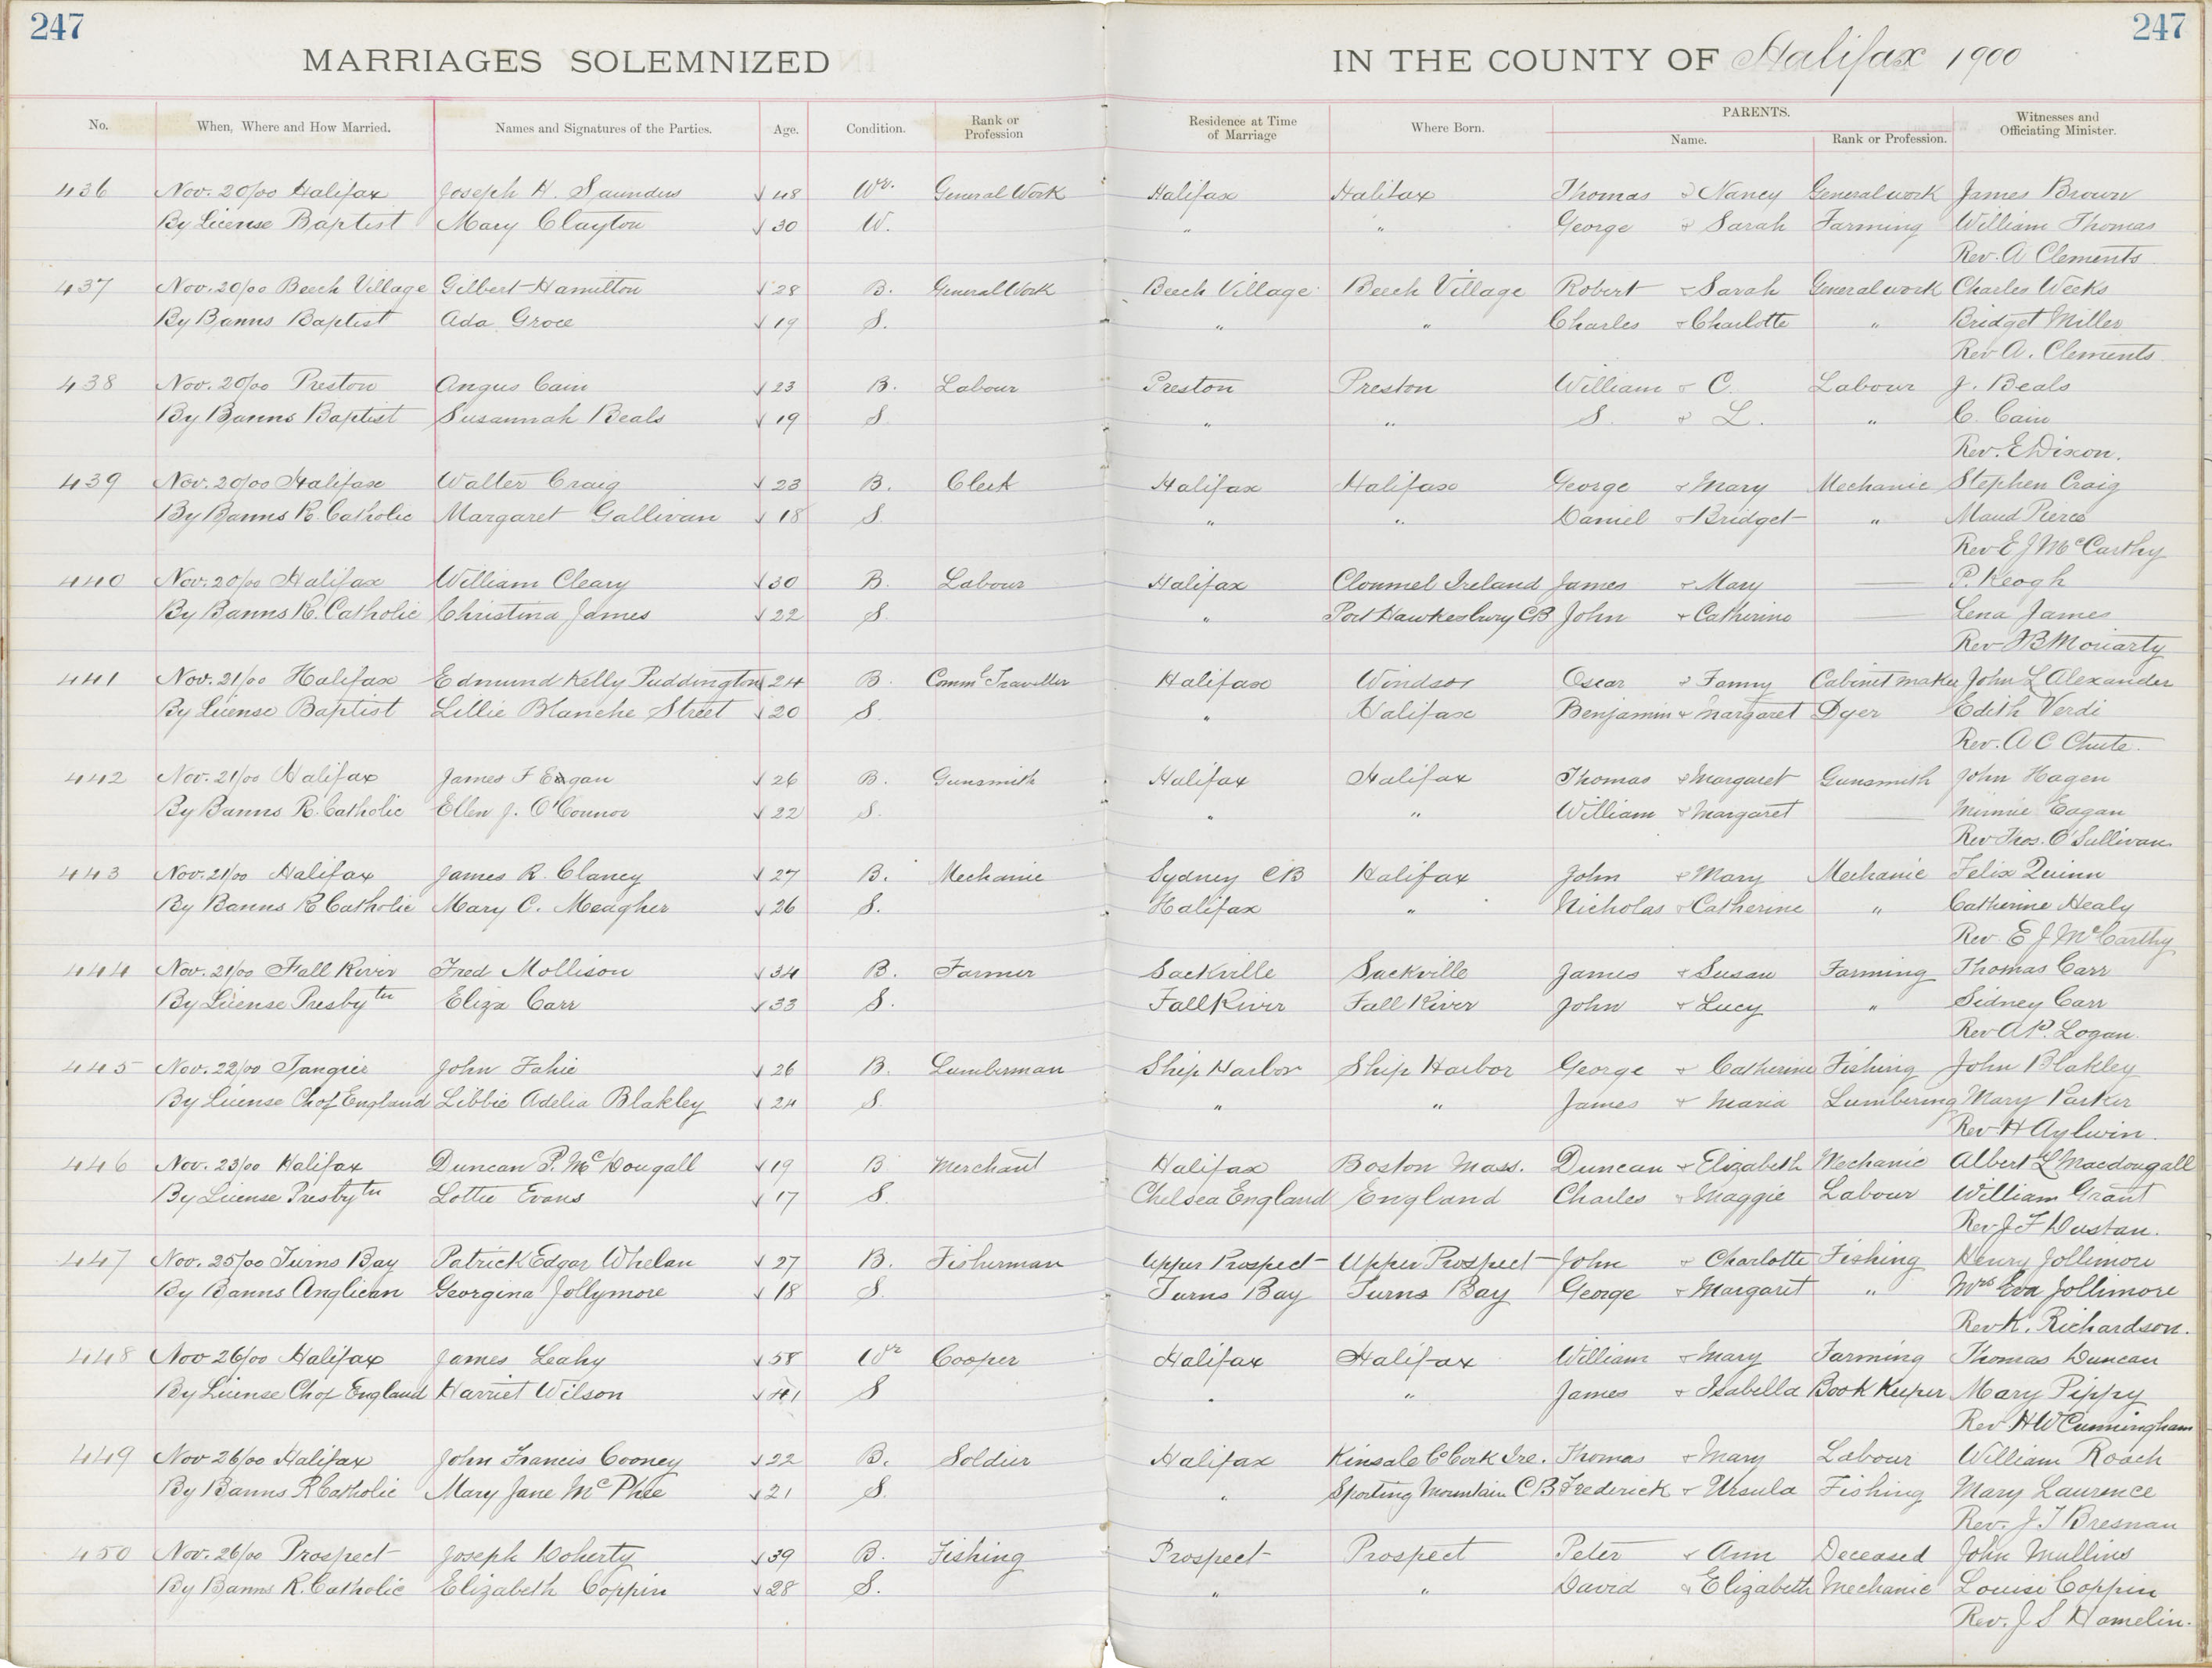 247 247
MARRIAGES SOLEMNIZED IN THE COUNTY OF Halifax 1900
No. When, Where and How Married. Names and Signatures of the Parties. Age. Condition. Rank or Profession Residence at Time of Marriage Where Born. PARENTS. Name. Rank or Profession. Witnesses and Officiating Minister.
436 Nov. 20/00 Halifax Joseph H. Saunders √ 48 Wr. General Work Halifax Halifax Thomas & Nancy General work James Brown
By License Baptist Mary Clayton √ 30 W. " " George & Sarah Farming William Thomas
Rev. A Clements
437 Nov. 20/00 Beech Village Gilbert Hamilton √ 28 B. General Work Beech Village Beech Village Robert & Sarah General work Charles Weeks
By Banns Baptist Ada Groce √ 19 S. " " Charles & Charlotte " Bridget Miller
Rev A. Clements
438 Nov. 20/00 Preston Angus Cain √ 23 B. Labour Preston Preston William & C. Labour J. Beals
By Banns Baptist Susannah Beals √ 19 S " " S. & L. " C. Cain
Rev. E Dixon.
439 Nov. 20/00 Halifax Walter Craig √ 23 B. Clerk Halifax Halifax George & Mary Mechanic Stephen Craig
By Banns R. Catholic Margaret Gallivan √ 18 S " " Daniel & Bridget " Maud Pierce
Rev E J McCarthy
440 Nov. 20/00 Halifax William Cleary √ 30 B. Labour Halifax Clonmel Ireland James & Mary — P. Keogh
By Banns R. Catholic Christina James √ 22 S " Port Hawkesbury CB John & Catherine — Lena James
Rev JB Moriarty
441 Nov. 21/00 Halifax Edmund Kelly Puddington √ 24 B. Comml Traveller Halifax Windsor Oscar & Fanny Cabinet maker John L Alexander
By License Baptist Lillie Blanche Street √ 20 S. " Halifax Benjamin & Margaret Dyer Edith Verdi
Rev. A C Chute.
442 Nov. 21/00 Halifax James F Eagan √ 26 B. Gunsmith Halifax Halifax Thomas & Margaret Gunsmith John Hagen
By Banns R. Catholic Ellen J. O'Connor √ 22 S. " " William & Margaret — Minnie Eagan
Rev Thos. O'Sullivan
443 Nov. 21/00 Halifax James R. Clancy √ 27 B. Mechanic Sydney CB Halifax John & Mary Mechanic Felix Quinn
By Banns R Catholic Mary C. Meagher √ 26 S. Halifax " Nicholas & Catherine " Catherine Healy
Rev. E J McCarthy
444 Nov. 21/00 Fall River Fred Mollison √ 34 B. Farmer Sackville Sackville James & Susan Farming Thomas Carr
By License Presbytn Eliza Carr √ 33 S. Fall River Fall River John & Lucy " Sidney Carr
Rev A.P. Logan.
445 Nov. 22/00 Tangier John Fahie √ 26 B. Lumberman Ship Harbor Ship Harbor George & Catherine Fishing John Blakley
By License Ch of England Libbie Adelia Blakley √ 24 S. " " James & Maria Lumbering Mary Parker
Rev H Aylwin.
446 Nov. 23/00 Halifax Duncan P. McDougall √ 19 B Merchant Halifax Boston Mass. Duncan & Elizabeth Mechanic Albert L Macdougall
By License Presbytn Lottie Evans √ 17 S. Chelsea England England Charles & Maggie Labour William Grant
Rev. J F Dustan.
447 Nov. 25/00 Turns Bay Patrick Edgar Whelan √ 27 B. Fisherman Upper Prospect Upper Prospect John & Charlotte Fishing Henry Jollimore
By Banns Anglican Georgina Jollymore √ 18 S. Turns Bay Turns Bay George & Margaret " Mrs Eva Jollimore
Rev K. Richardson.
448 Nov 26/00 Halifax James Leahy √ 58 Wr Cooper Halifax Halifax William & Mary Farming Thomas Duncan
By License Ch of England Harriet Wilson √ 41 S " " James & Isabella Book Keeper Mary Pippy
Rev HW Cunningham
449 Nov 26/00 Halifax John Francis Cooney √ 22 B. Soldier Halifax Kinsale Co Cork Ire. Thomas & Mary Labour William Roach
By Banns R Catholic Mary Jane McPhee √ 21 S. " Sporting Mountain CB Frederick & Ursula Fishing Mary Laurence
Rev. J. T Bresnan
450 Nov. 26/00 Prospect Joseph Doherty √ 39 B. Fishing Prospect Prospect Peter & Ann Deceased John Mullins
By Banns R. Catholic Elizabeth Coppin √ 28 S. " " David & Elizabeth Mechanic Louise Coppin
Rev. J S Hamelin.